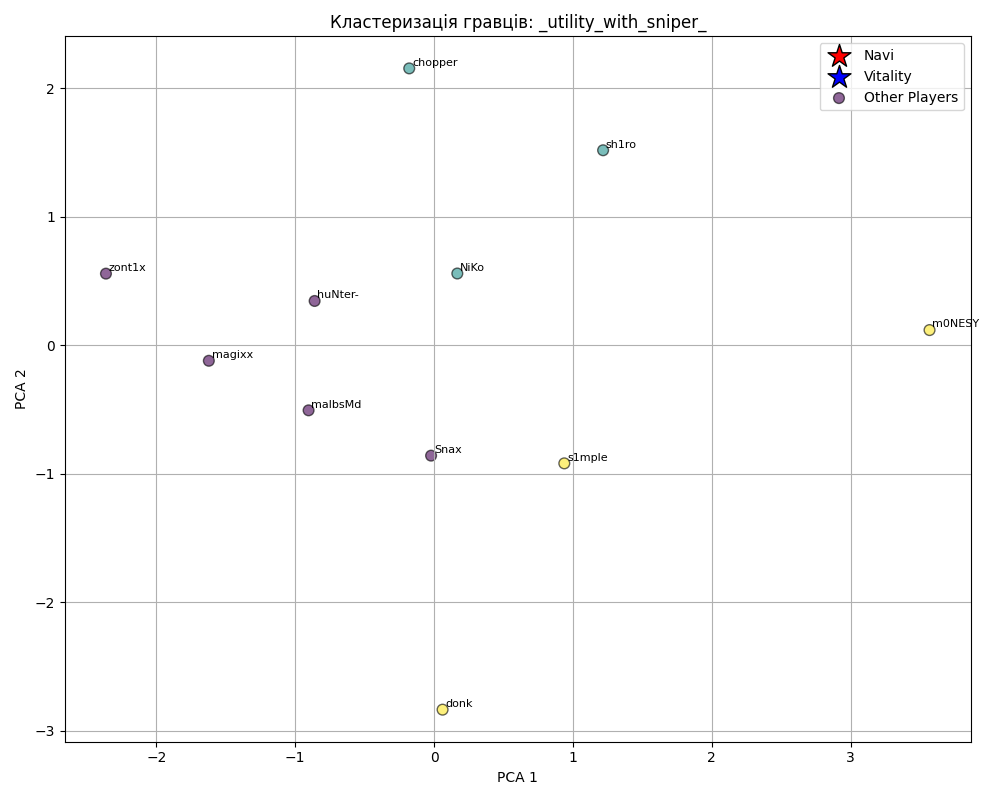 Кластеризація гравців: _utility_with_sniper_
Navi
Vitality
Other Players
chopper
sh1ro
zont1x
NiKo
huNter-
m0NESY
magixx
malbsMd
Snax
s1mple
donk
2
1
0
−1
−2
−3
PCA 2
−2
−1
0
1
2
3
PCA 1